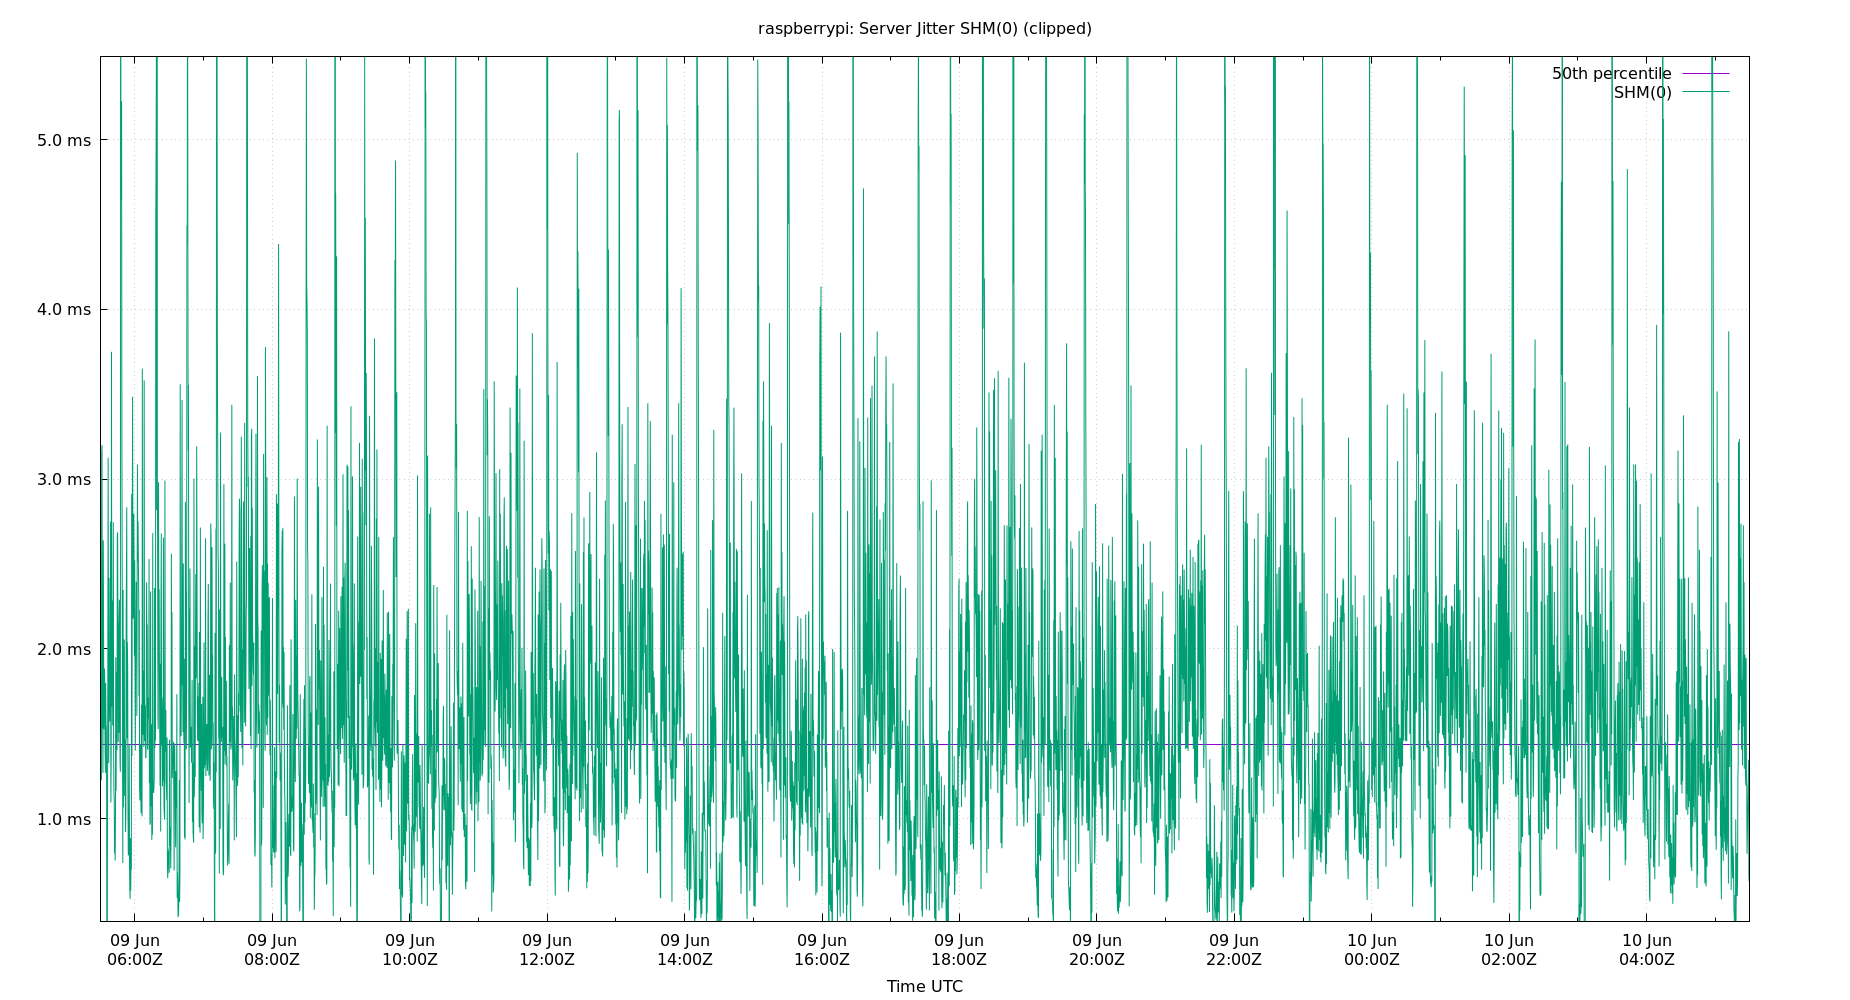 raspberrypi: Server Jitter SHM(0) (clipped)
50th percentile
SHM(0)
5.0 ms
4.0 ms
3.0 ms
2.0 ms
1.0 ms
09 Jun 09 Jun 09 Jun 09 Jun 09 Jun 09 Jun 09 Jun 09 Jun 09 Jun 10 Jun 10 Jun 10 Jun
06:00Z 08:00Z 10:00Z 12:00Z 14:00Z 16:00Z 18:00Z 20:00Z 22:00Z 00:00Z 02:00Z 04:00Z
Time UTC